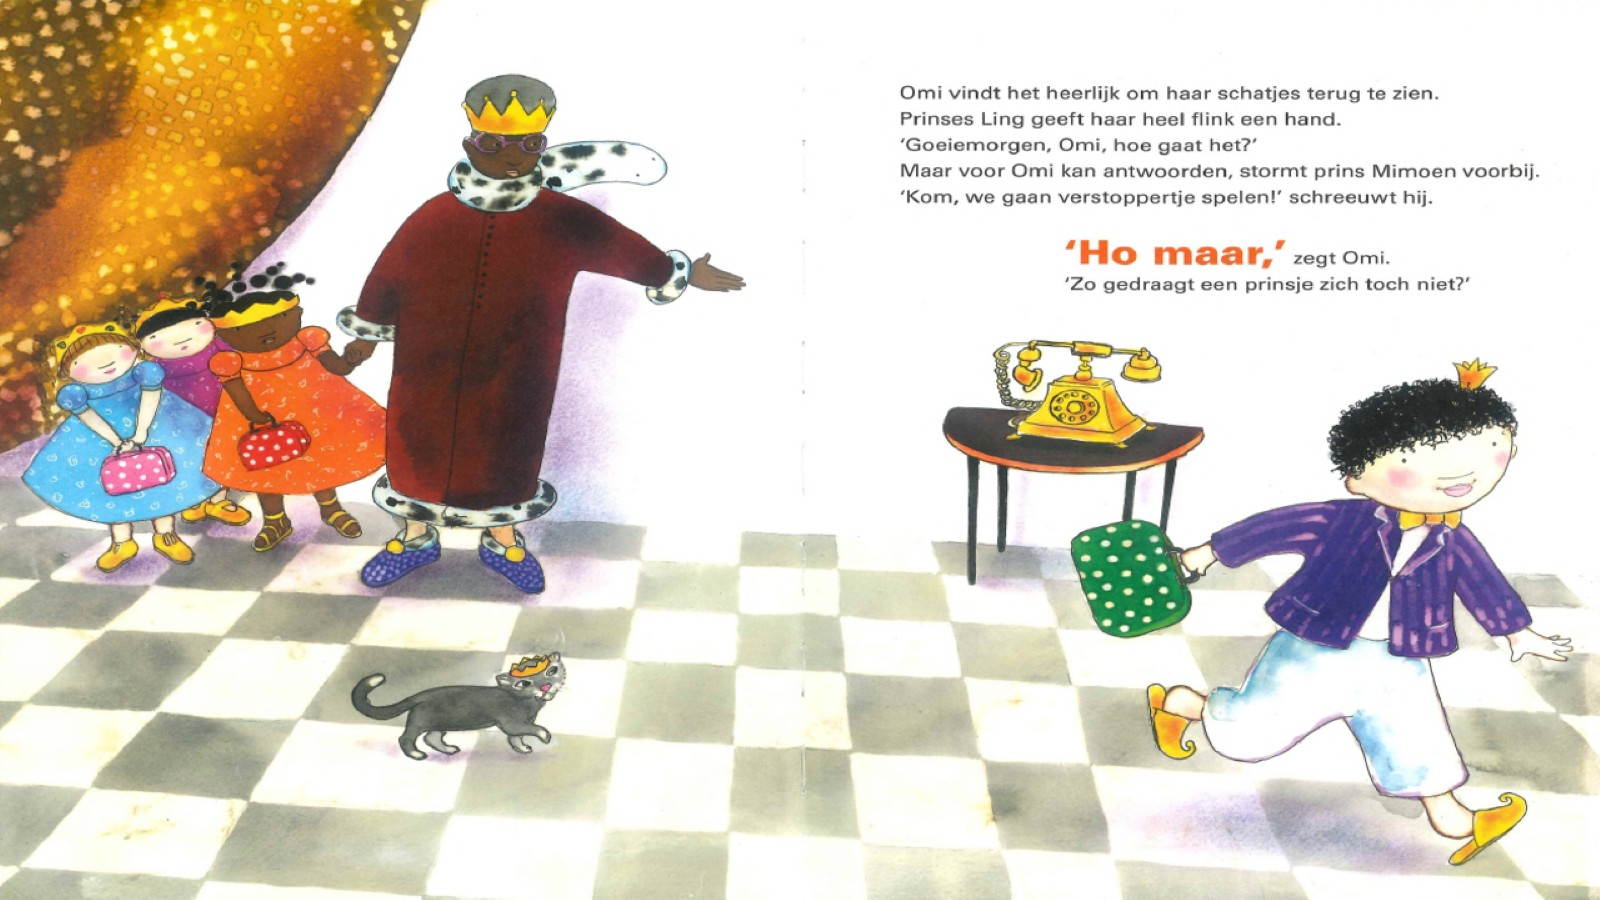 Omi vindt het heerlijk om haar schatjes terug te zien.
Prinses Ling geeft haar heel flink een hand.
‘Goeiemorgen, Omi, hoe gaat het?’
Maar voor Omi kan antwoorden, stormt prins Mimoen voorbij.
‘Kom, we gaan verstoppertje spelen!’ schreeuwt hij.
‘Ho maar,’ zegt Omi.
‘Zo gedraagt een prinsje zich toch niet?’